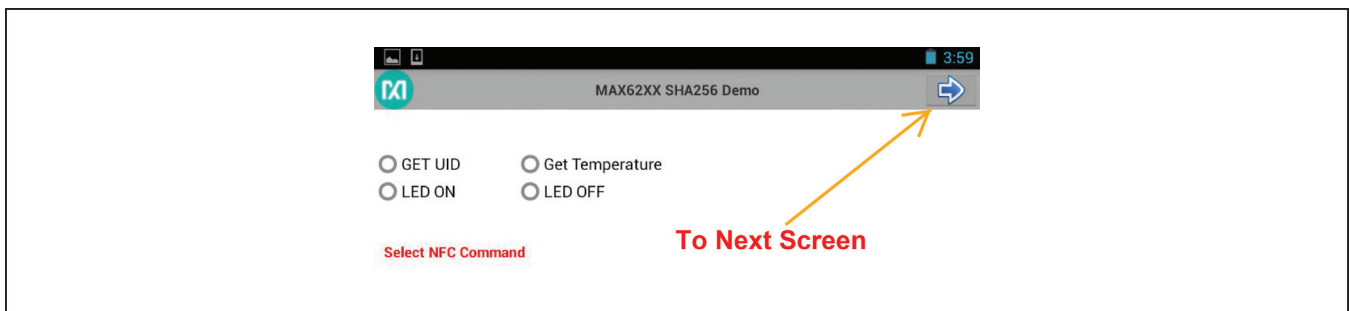 3:59
MAX62XX SHA256 Demo
GET UID Get Temperature
LED ON LED OFF
To Next Screen
Select NFC Command